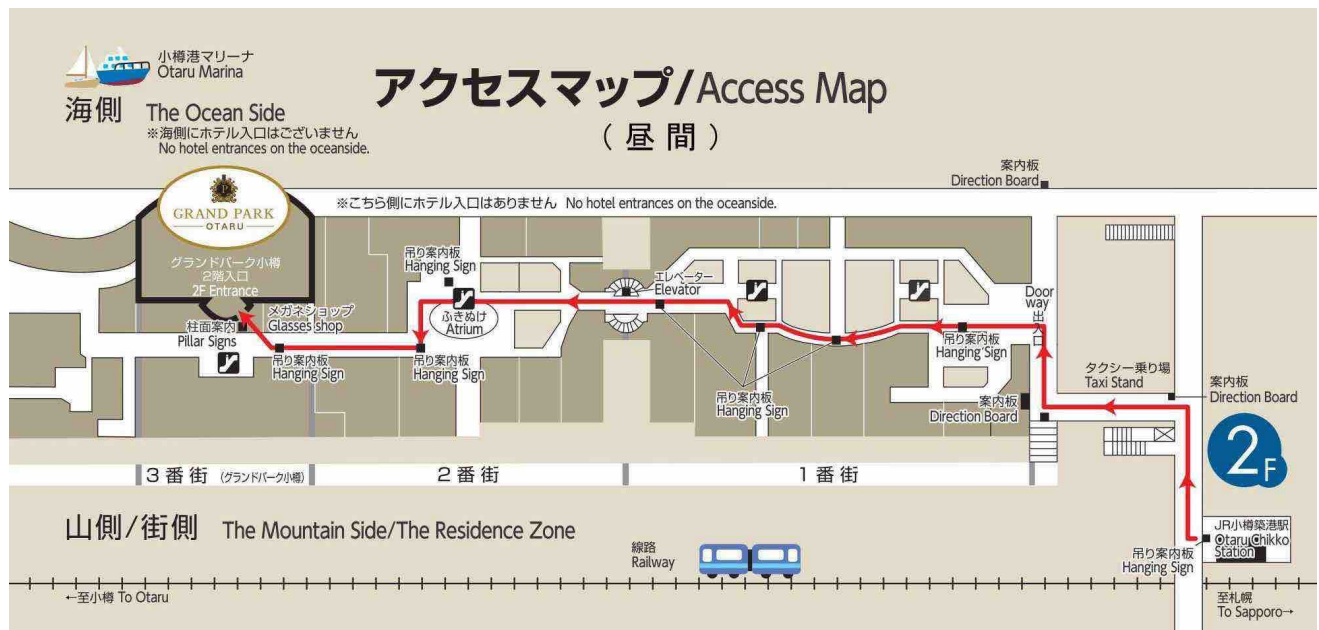 小樽港マリーナ
Otaru Marina
海側 The Ocean Side
※海側にホテル入口はございません
No hotel entrances on the oceanside.
アクセスマップ/Access Map
(昼間)
案内板
Direction Board
※こちら側にホテル入口はありません No hotel entrances on the oceanside.
P
GRAND PARK
OTARU
グランドパーク小樽
2階入口
2F Entrance
メガネショップ
Glasses shop
柱面案内
Pillar Signs
吊り案内板
Hanging Sign
吊り案内板
Hanging Sign
ふきぬけ
Atrium
吊り案内板
Hanging Sign
エレベーター
Elevator
吊り案内板
Hanging Sign
吊り案内板
Hanging Sign
Door
way出
入
口
案内板
Direction Board
タクシー乗り場
Taxi Stand
案内板
Direction Board
2F
3番街 (グランドパーク小樽)
2番街
1番街
山側/街側 The Mountain Side/The Residence Zone
線路
Railway
JR小樽築港駅
Otaru Chikko
Station
吊り案内板
Hanging Sign
←至小樽 To Otaru
至札幌
To Sapporo→